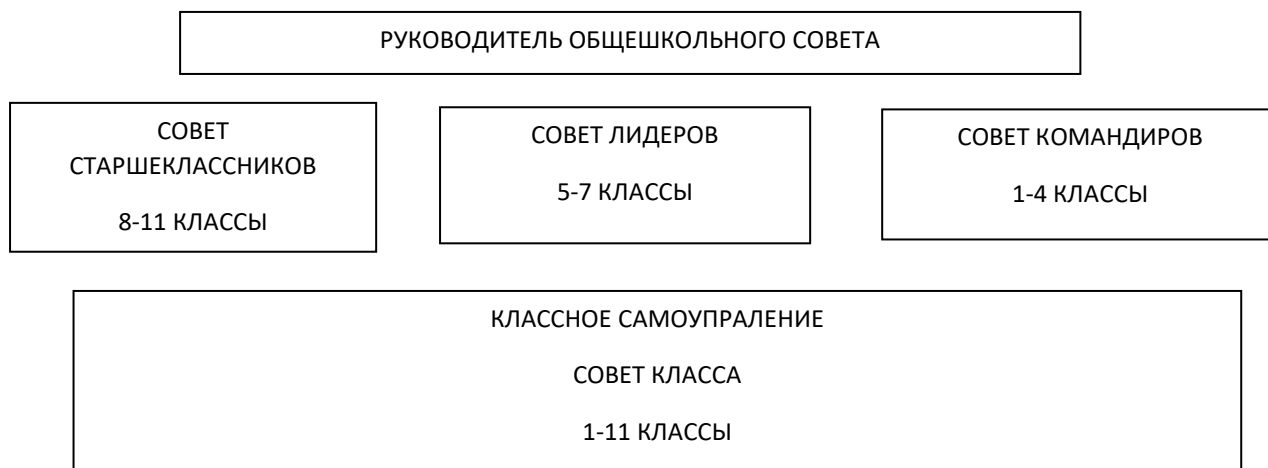 РУКОВОДИТЕЛЬ ОБЩЕШКОЛЬНОГО СОВЕТА
СОВЕТ
СТАРШЕКЛАССНИКОВ
8-11 КЛАССЫ
СОВЕТ ЛИДЕРОВ
5-7 КЛАССЫ
СОВЕТ КОМАНДИРОВ
1-4 КЛАССЫ
КЛАССНОЕ САМОУПРАЛЕНИЕ
СОВЕТ КЛАССА
1-11 КЛАССЫ